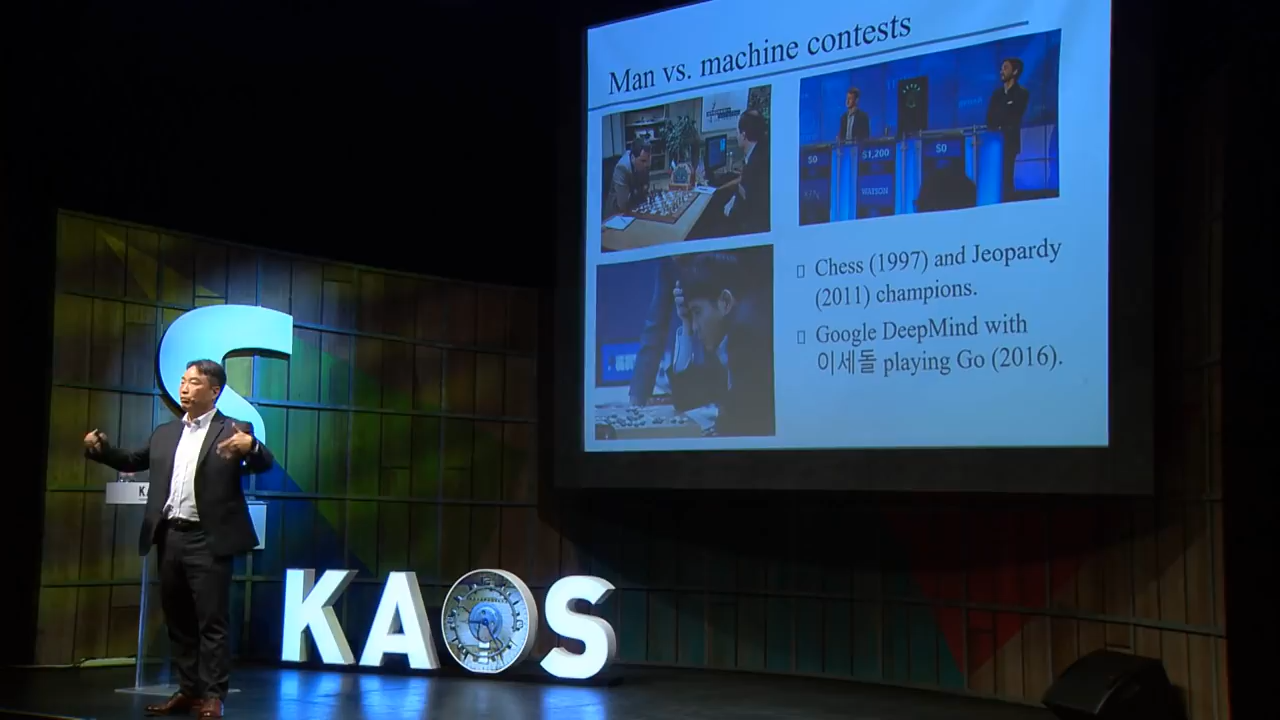 Man vs. machine contests
$0
$1,200
$0
KEN
WATSON
▯ Chess (1997) and Jeopardy
(2011) champions.
▯ Google DeepMind with
이세돌 playing Go (2016).
K
KAOS